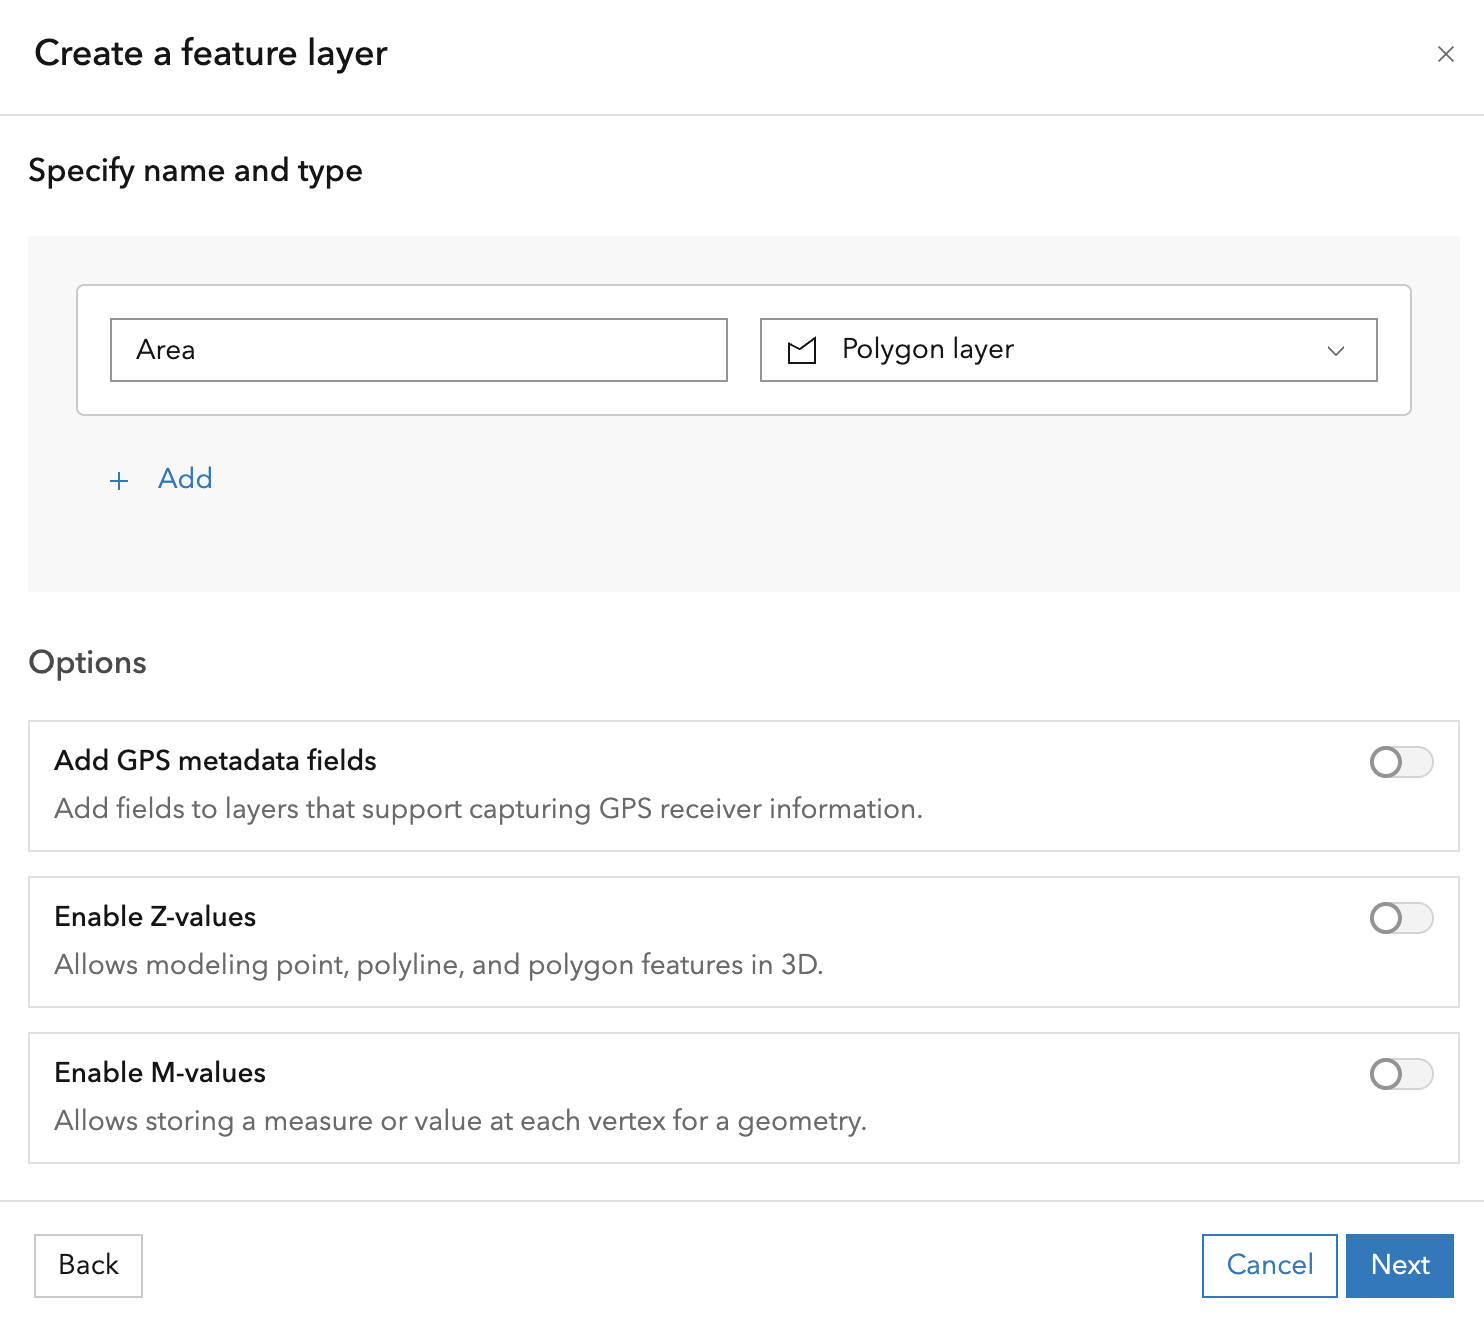 Create a feature layer
Specify name and type
Area
Polygon layer
+ Add
Options
Add GPS metadata fields
Add fields to layers that support capturing GPS receiver information.
Enable Z-values
Allows modeling point, polyline, and polygon features in 3D.
Enable M-values
Allows storing a measure or value at each vertex for a geometry.
Back
Cancel
Next